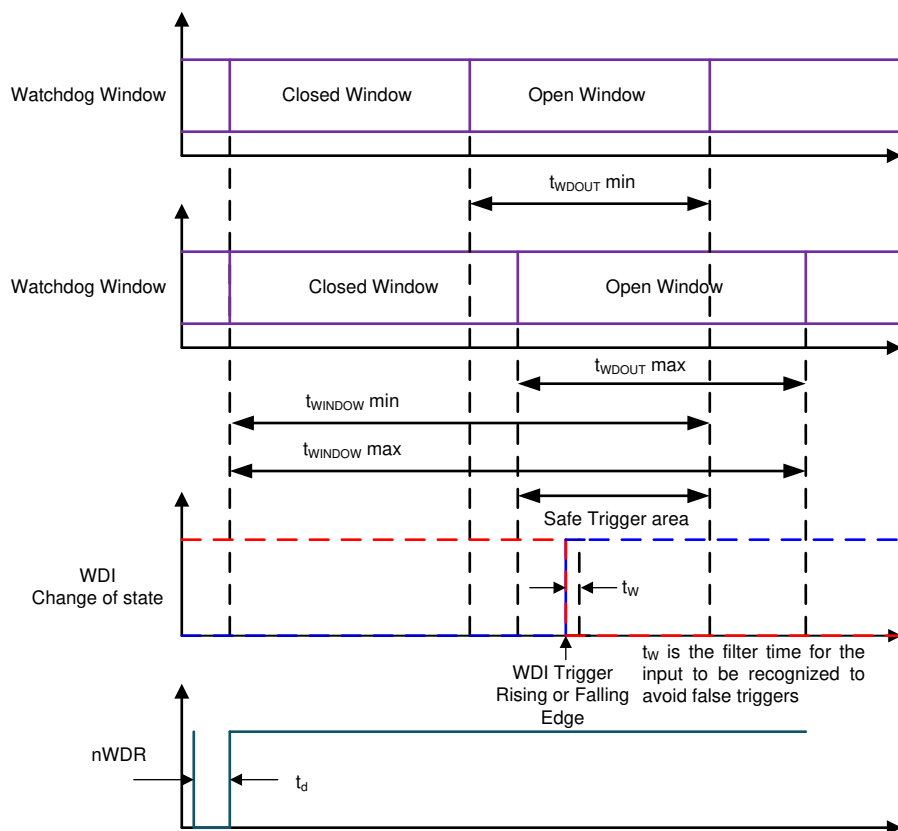 Watchdog Window
Closed Window
Open Window
tWDOUT min
Watchdog Window
Closed Window
Open Window
tWDOUT max
tWINDOW min
tWINDOW max
Safe Trigger area
WDI
Change of state
tW
WDI Trigger
Rising or Falling
Edge
tW is the filter time for the
input to be recognized to
avoid false triggers
nWDR
td